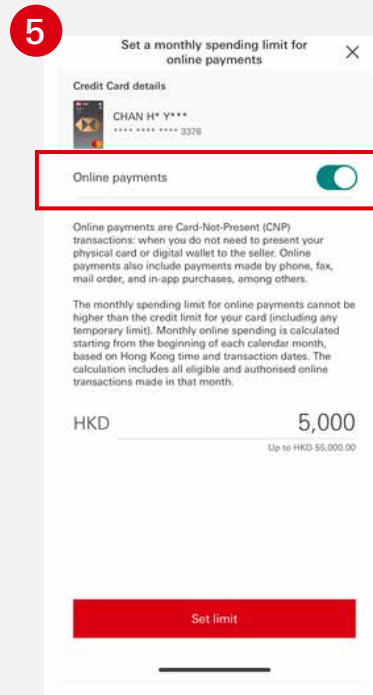 5
Set a monthly spending limit for
online payments
Credit Card details
CHAN H* Y***
**** **** **** 3378
Online payments
Online payments are Card-Not-Present (CNP)
transactions: when you do not need to present your
physical card or digital wallet to the seller. Online
payments also include payments made by phone, fax,
mail order, and in-app purchases, among others.
The monthly spending limit for online payments cannot be
higher than the credit limit for your card (including any
temporary limit). Monthly online spending is calculated
starting from the beginning of each calendar month,
based on Hong Kong time and transaction dates. The
calculation includes all eligible and authorised online
transactions made in that month.
HKD 5,000
Up to HKD 55,000.00
Set limit